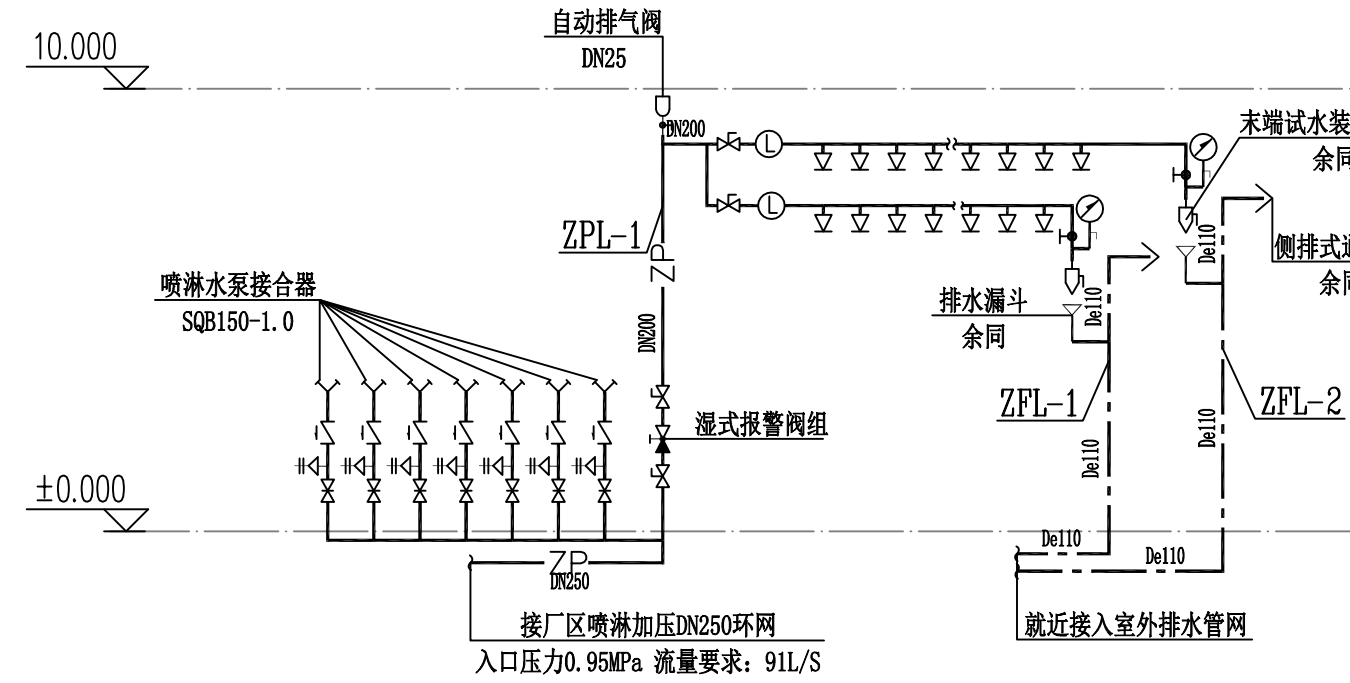 自动排气阀
DN25
10.000
DN200
L
末端试水装
余同
L
ZPL-1
ZP
De110
侧排式通
余同
喷淋水泵接合器
SQB150-1.0
DN200
排水漏斗
余同
De110
ZFL-1
ZFL-2
湿式报警阀组
De110
De110
±0.000
De110
De110
ZP
DN250
接厂区喷淋加压DN250环网
入口压力0.95MPa 流量要求：91L/S
就近接入室外排水管网